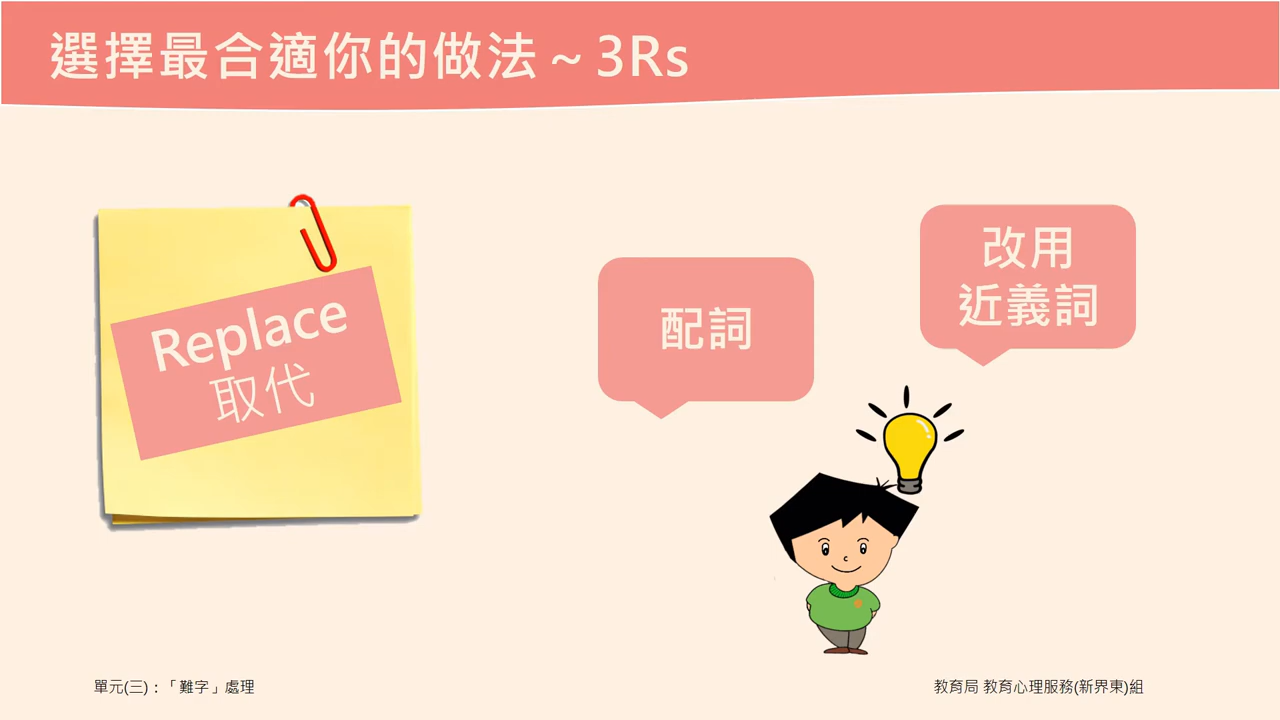 選擇最合適你的做法～3Rs
Replace
取代
配詞
改用
近義詞
單元(三)：「難字」處理
教育局 教育心理服務(新界東)組